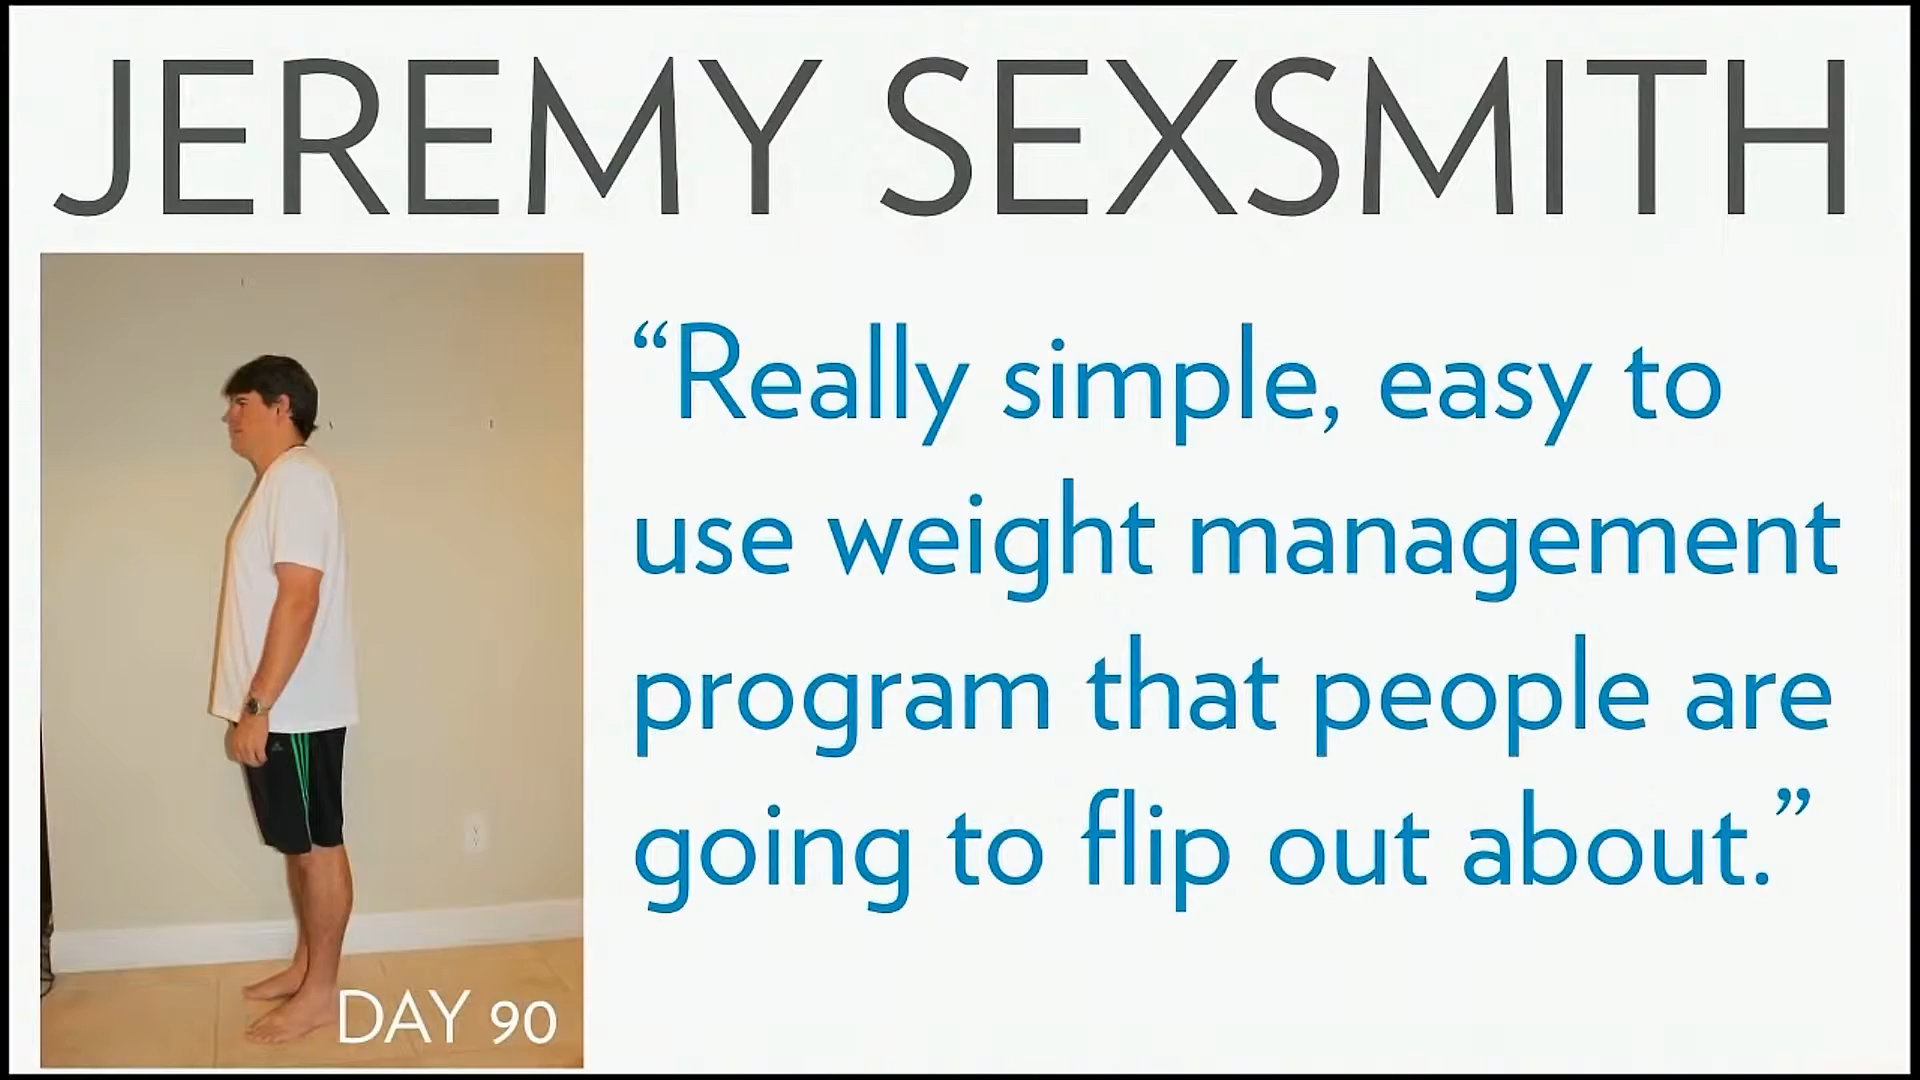 JEREMY SEXSMITH
“Really simple, easy to
use weight management
program that people are
going to flip out about.”
DAY 90